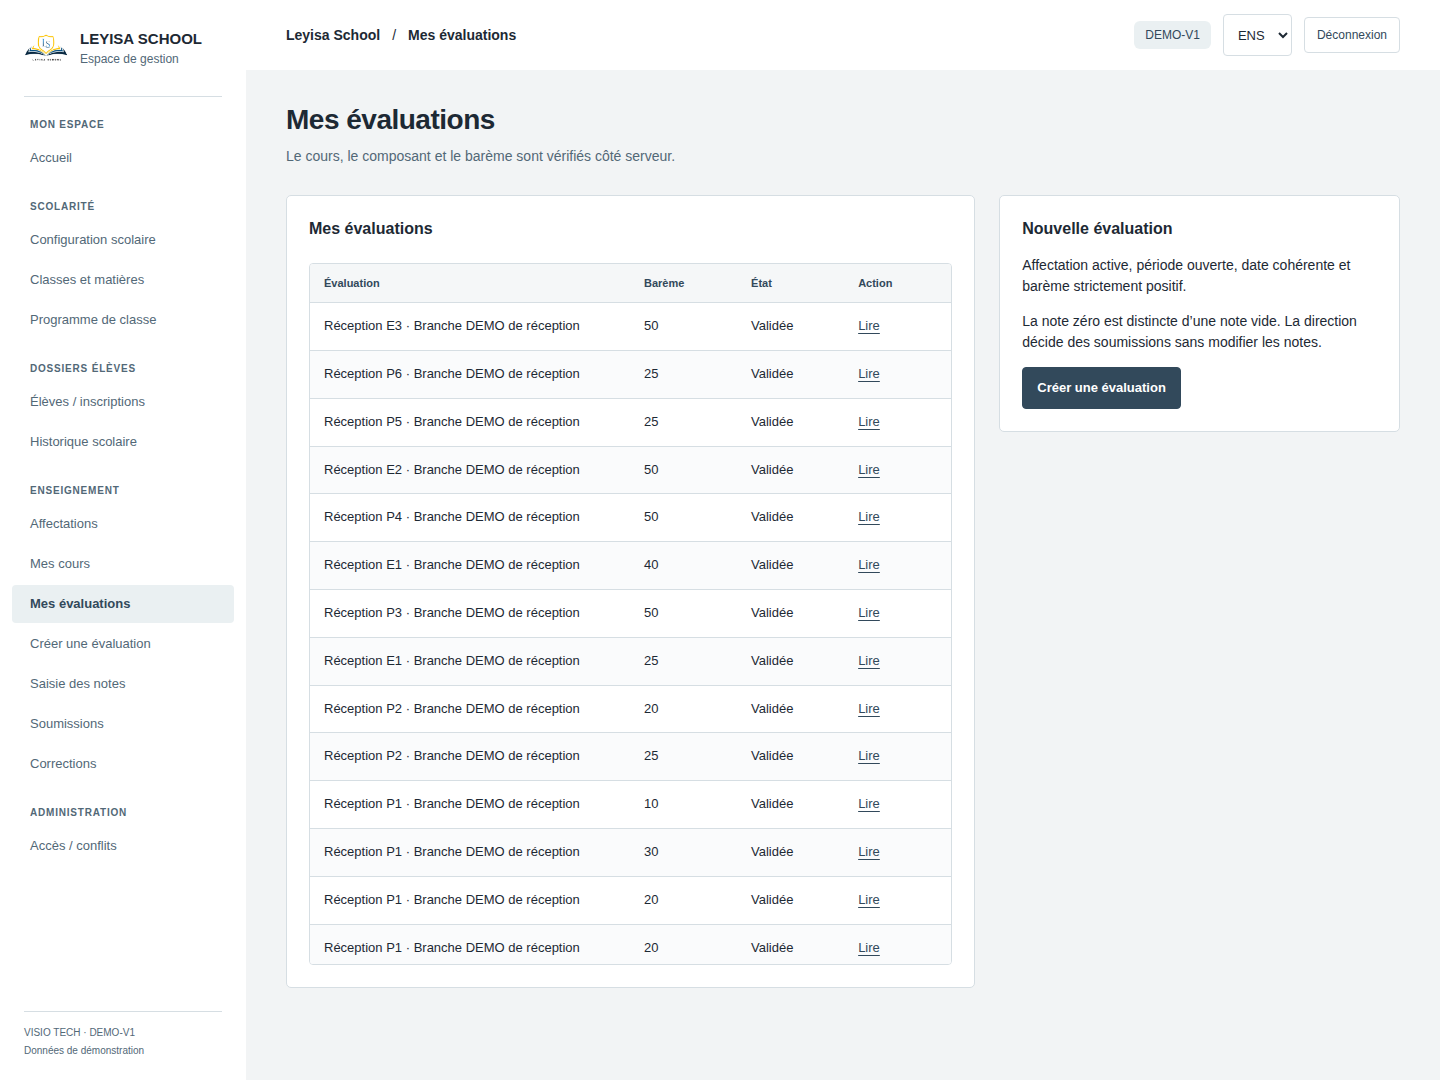 LEYISA SCHOOL
Espace de gestion
MON ESPACE
Accueil
SCOLARITÉ
Configuration scolaire
Classes et matières
Programme de classe
DOSSIERS ÉLÈVES
Élèves / inscriptions
Historique scolaire
ENSEIGNEMENT
Affectations
Mes cours
Mes évaluations
Créer une évaluation
Saisie des notes
Soumissions
Corrections
ADMINISTRATION
Accès / conflits
VISIO TECH · DEMO-V1
Données de démonstration
Leyisa School / Mes évaluations
DEMO-V1
ENS
Déconnexion
Mes évaluations
Le cours, le composant et le barème sont vérifiés côté serveur.
Mes évaluations
Évaluation Barème État Action
Réception E3 · Branche DEMO de réception 50 Validée Lire
Réception P6 · Branche DEMO de réception 25 Validée Lire
Réception P5 · Branche DEMO de réception 25 Validée Lire
Réception E2 · Branche DEMO de réception 50 Validée Lire
Réception P4 · Branche DEMO de réception 50 Validée Lire
Réception E1 · Branche DEMO de réception 40 Validée Lire
Réception P3 · Branche DEMO de réception 50 Validée Lire
Réception E1 · Branche DEMO de réception 25 Validée Lire
Réception P2 · Branche DEMO de réception 20 Validée Lire
Réception P2 · Branche DEMO de réception 25 Validée Lire
Réception P1 · Branche DEMO de réception 10 Validée Lire
Réception P1 · Branche DEMO de réception 30 Validée Lire
Réception P1 · Branche DEMO de réception 20 Validée Lire
Réception P1 · Branche DEMO de réception 20 Validée Lire
Nouvelle évaluation
Affectation active, période ouverte, date cohérente et
barème strictement positif.
La note zéro est distincte d’une note vide. La direction
décide des soumissions sans modifier les notes.
Créer une évaluation